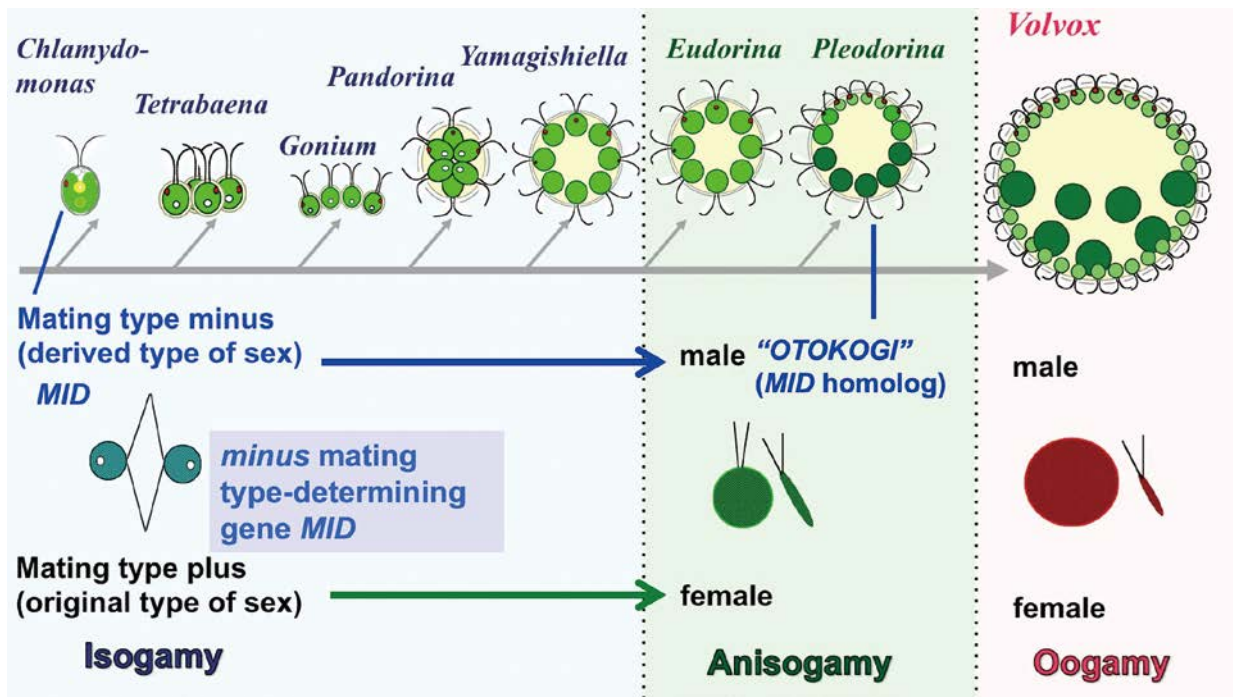 Chlamydo-
monas
Tetrabaena
Gonium
Pandorina
Yamagishiella
Eudorina
Pleodorina
Volvox
Mating type minus
(derived type of sex)
MID
male
"OTOKOGI"
(MID homolog)
male
minus mating
type-determining
gene MID
Mating type plus
(original type of sex)
female
female
Isogamy
Anisogamy
Oogamy